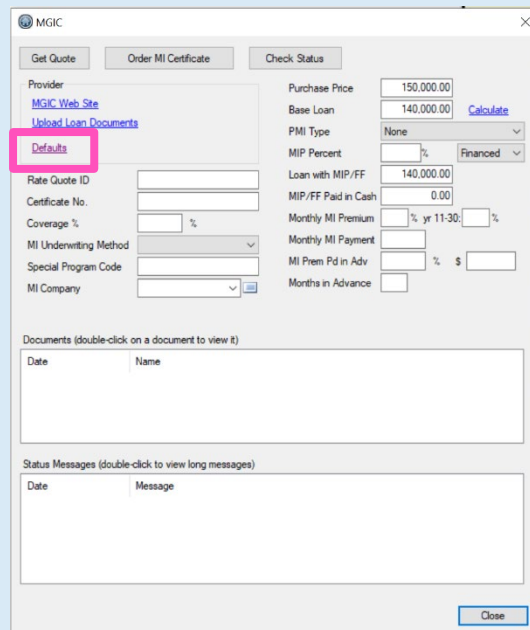 MGIC
Get Quote Order MI Certificate Check Status
Provider
MGIC Web Site
Upload Loan Documents
Defaults
Rate Quote ID
Certificate No.
Coverage % %
MI Underwriting Method
Special Program Code
MI Company
Purchase Price 150,000.00
Base Loan 140,000.00 Calculate
PMI Type None
MIP Percent % Financed
Loan with MIP/FF 140,000.00
MIP/FF Paid in Cash 0.00
Monthly MI Premium % yr 11-30: %
Monthly MI Payment
MI Prem Pd in Adv % $
Months in Advance
Documents (double-click on a document to view it)
Date Name
Status Messages (double-click to view long messages)
Date Message
Close